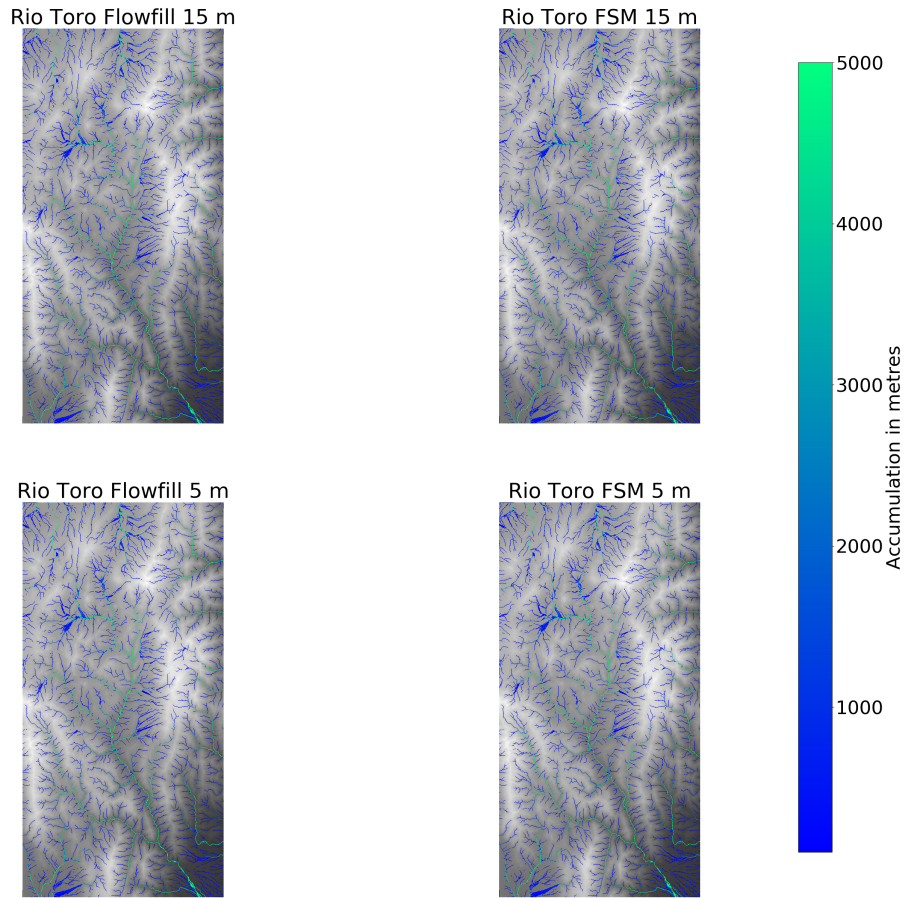 Rio Toro Flowfill 15 m
Rio Toro FSM 15 m
5000
4000
3000
2000
1000
Accumulation in metres
Rio Toro Flowfill 5 m
Rio Toro FSM 5 m